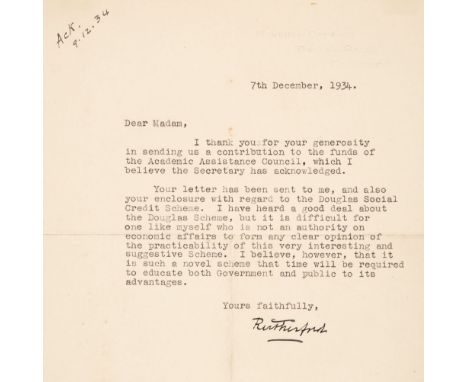 Ack.
9.12.34
7th December, 1934.
Dear Madam,
I thank you for your generosity
in sending us a contribution to the funds of
the Academic Assistance Council, which I
believe the Secretary has acknowledged.
Your letter has been sent to me, and also
your enclosure with regard to the Douglas Social
Credit Scheme. I have heard a good deal about
the Douglas Scheme, but it is difficult for
one like myself who is not an authority on
economic affairs to form any clear opinion of
the practicability of this very interesting and
suggestive Scheme. I believe, however, that it
is such a novel scheme that time will be required
to educate both Government and public to its
advantages.
Yours faithfully,
Rutherford